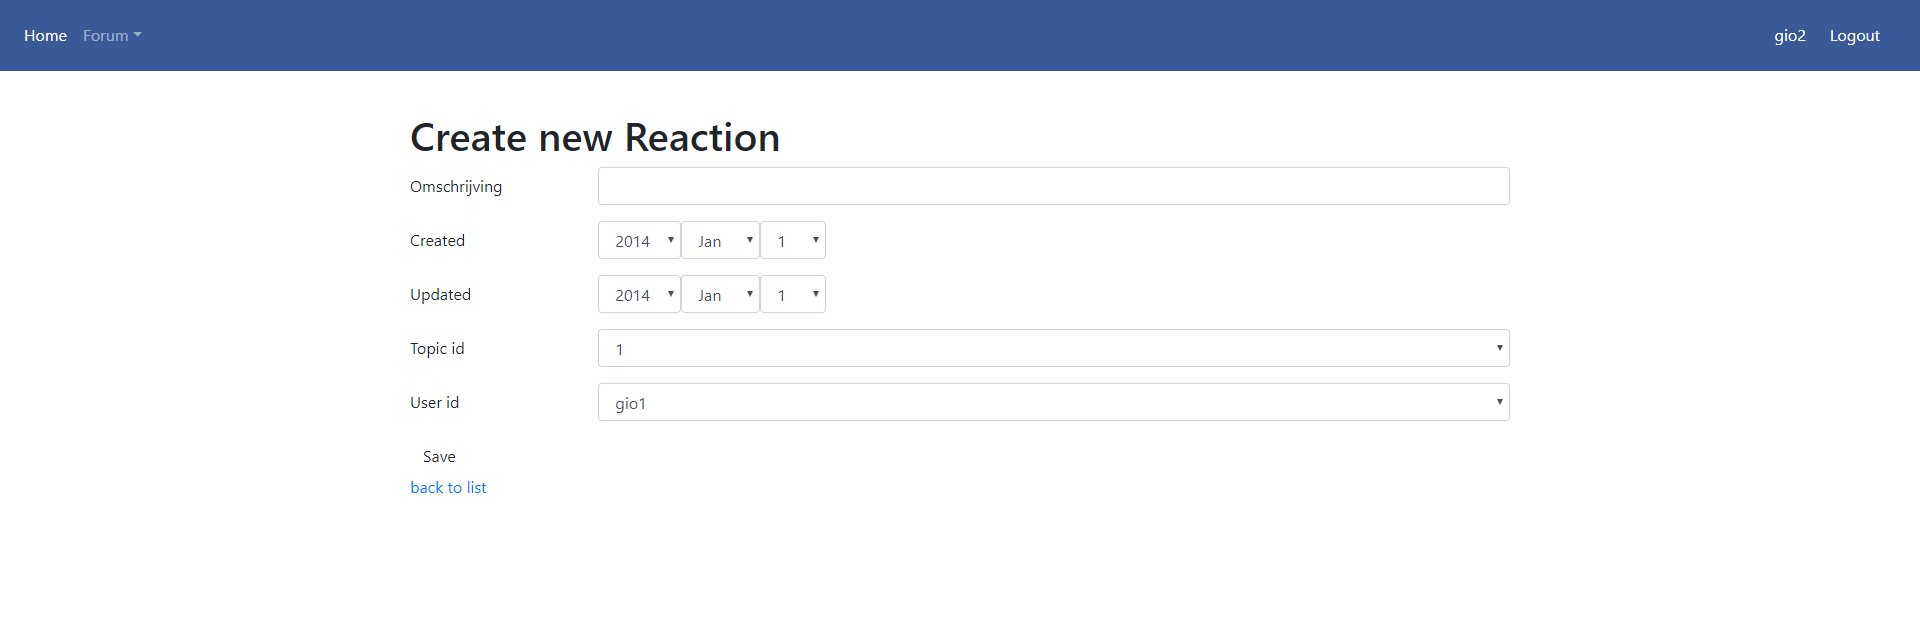 Home Forum gio2 Logout
Create new Reaction
Omschrijving
Created 2014 Jan 1
Updated 2014 Jan 1
Topic id 1
User id gio1
Save
back to list